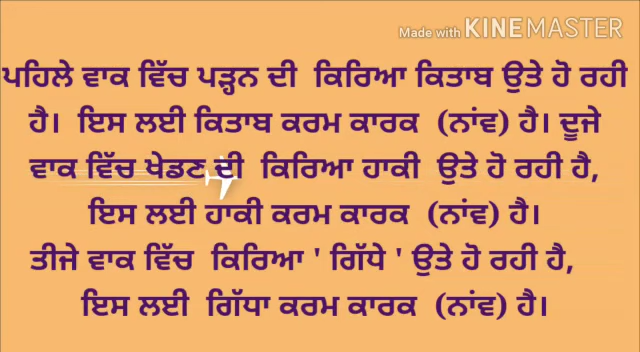 Made with KINEMASTER
ਪਹਿਲੇ ਵਾਕ ਵਿੱਚ ਪੜ੍ਹਨ ਦੀ ਕਿਰਿਆ ਕਿਤਾਬ ਉਤੇ ਹੋ ਰਹੀ
ਹੈ। ਇਸ ਲਈ ਕਿਤਾਬ ਕਰਮ ਕਾਰਕ (ਨਾਂਵ) ਹੈ। ਦੂਜੇ
ਵਾਕ ਵਿੱਚ ਖੇਡਣ ਦੀ ਕਿਰਿਆ ਹਾਕੀ ਉਤੇ ਹੋ ਰਹੀ ਹੈ,
ਇਸ ਲਈ ਹਾਕੀ ਕਰਮ ਕਾਰਕ (ਨਾਂਵ) ਹੈ।
ਤੀਜੇ ਵਾਕ ਵਿੱਚ ਕਿਰਿਆ ' ਗਿੱਧੇ ' ਉਤੇ ਹੋ ਰਹੀ ਹੈ,
ਇਸ ਲਈ ਗਿੱਧਾ ਕਰਮ ਕਾਰਕ (ਨਾਂਵ) ਹੈ।